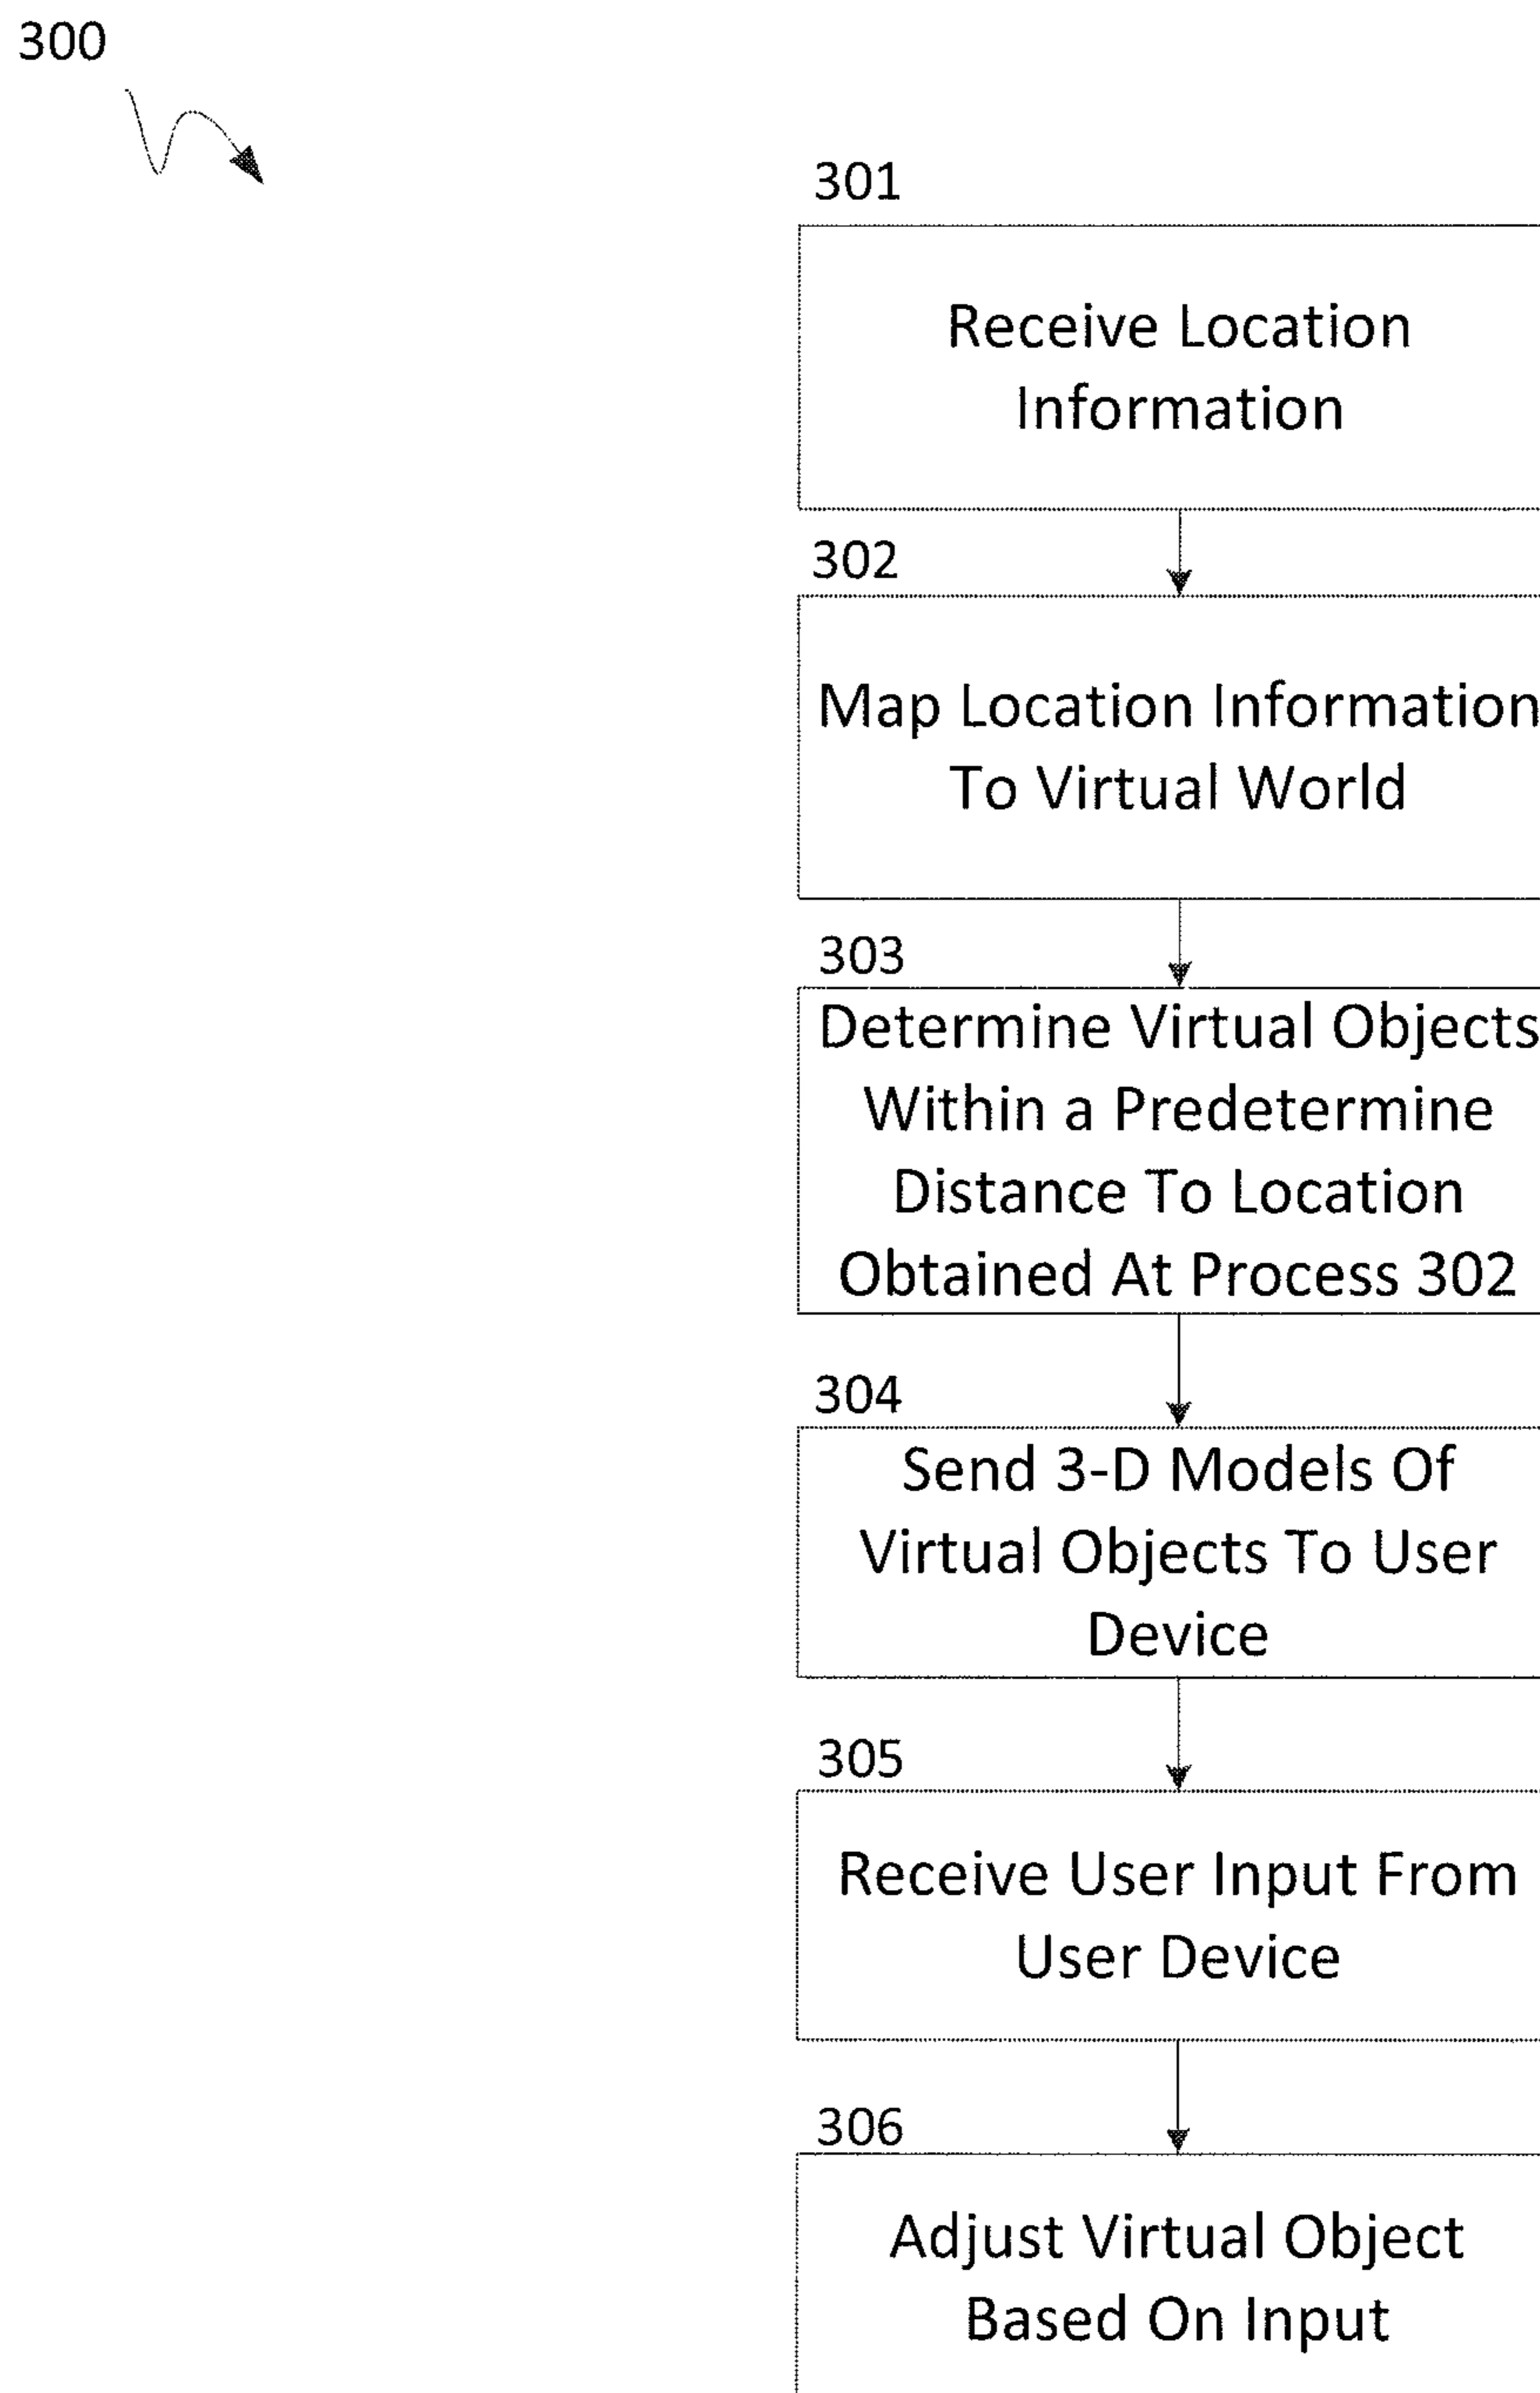 300
301
Receive Location
Information
302
Map Location Information
To Virtual World
303
Determine Virtual Objects
Within a Predetermine
Distance To Location
Obtained At Process 302
304
Send 3-D Models Of
Virtual Objects To User
Device
305
Receive User Input From
User Device
306
Adjust Virtual Object
Based On Input